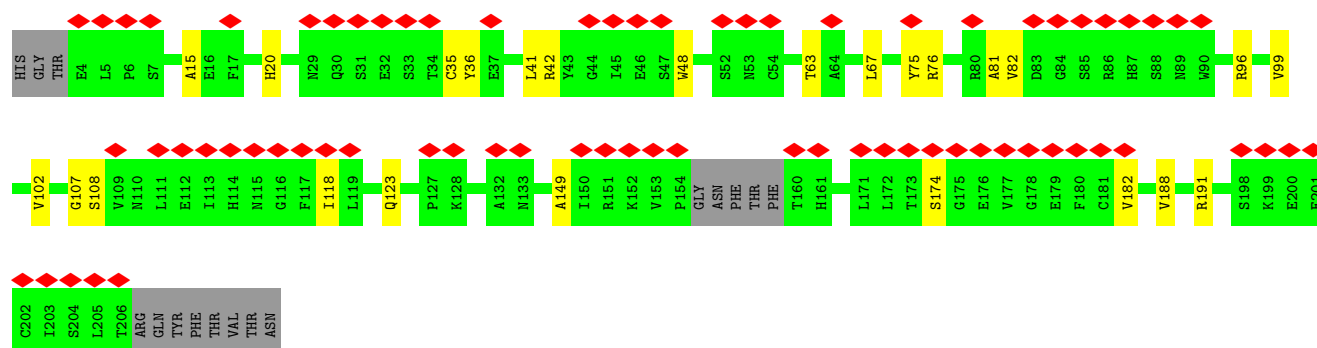 HIS GLY THR E4 L5 P6 S7 A15 E16 F17 H20 N29 Q30 S31 E32 S33 T34 C35 Y36 E37 L41 R42 Y43 G44 I45 E46 S47 W48 S52 N53 C54 T63 A64 L67 Y75 R76 R80 A81 V82 D83 G84 S85 R86 H87 S88 N89 W90 R96 V99
V102 G107 S108 V109 N110 L111 E112 I113 H114 N115 G116 F117 I118 L119 Q123 P127 K128 A132 N133 A149 I150 R151 K152 V153 P154 GLY ASN PHE THR PHE T160 H161 L171 L172 T173 S174 G175 E176 V177 G178 E179 F180 C181 V182 V188 R191 S198 K199 E200
C202 I203 S204 L205 T206 ARG GLN TYR PHE THR VAL THR ASN